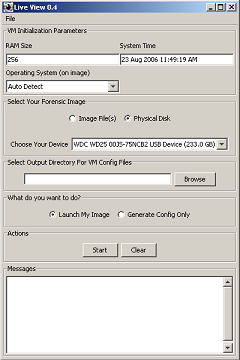 Live View 0.4
File
VM Initialization Parameters
RAM Size System Time
256 23 Aug 2006 11:49:19 AM
Operating System (on image)
Auto Detect
Select Your Forensic Image
Image File(s) Physical Disk
Choose Your Device WDC WD25 00JS-75NCB2 USB Device (233.0 GB)
Select Output Directory For VM Config Files
Browse
What do you want to do?
Launch My Image Generate Config Only
Actions
Start Clear
Messages